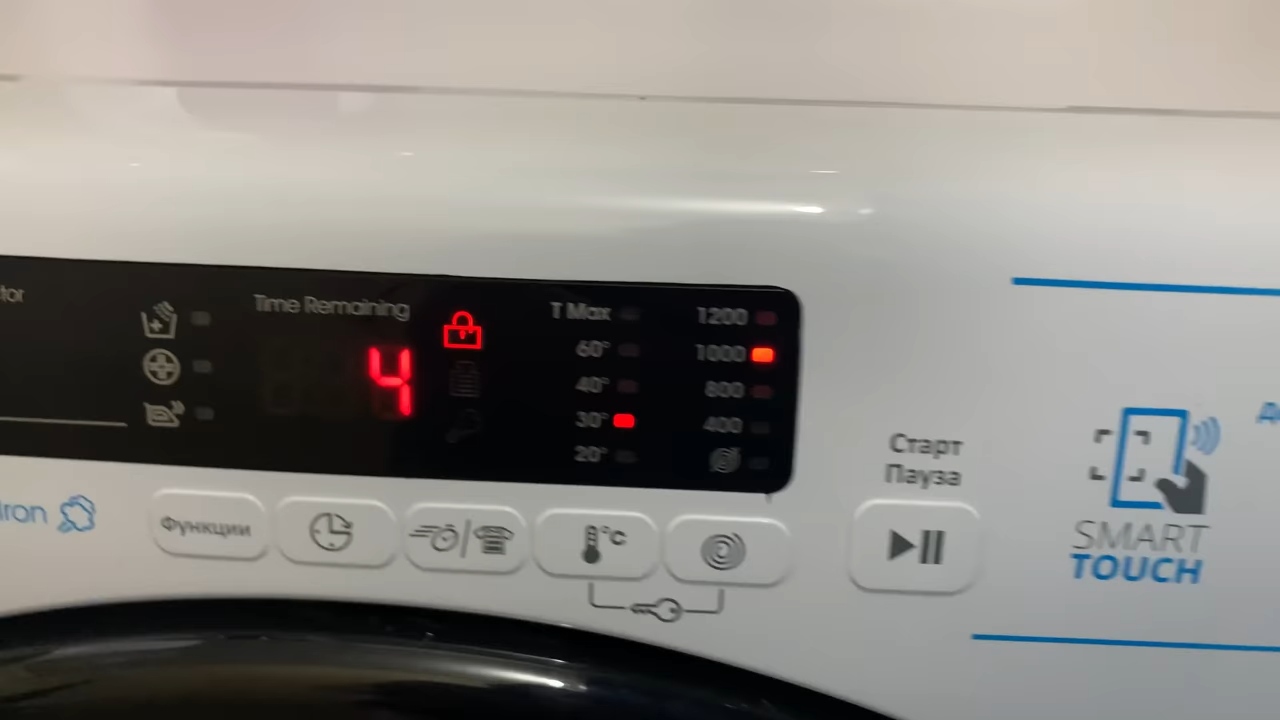 tor
Time Remaining
4
T Max
60°
40°
30°
20°
1200
1000
800
400
Iron
Функции
°C
Старт
Пауза
SMART
TOUCH